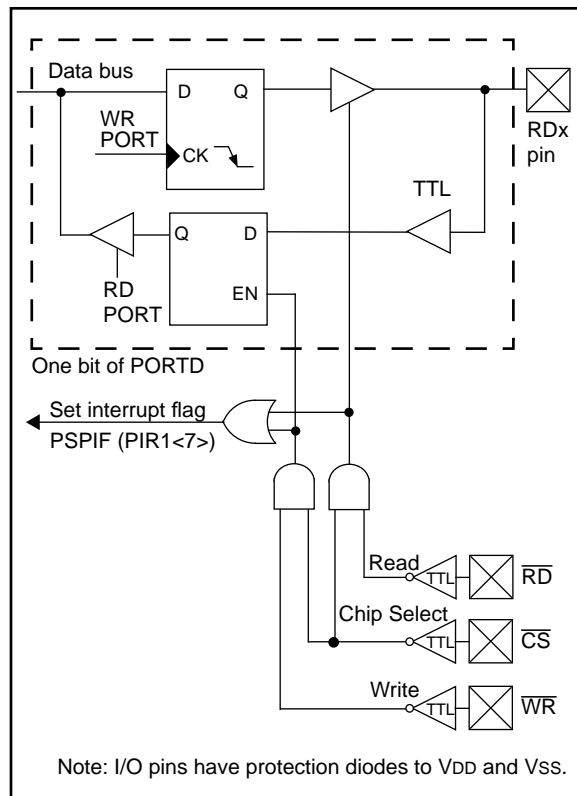 Data bus
D
Q
WR
PORT
CK
RDx
pin
TTL
Q
D
RD
PORT
EN
One bit of PORTD
Set interrupt flag
PSPIF (PIR1<7>)
Read
TTL
RD
Chip Select
TTL
CS
Write
TTL
WR
Note: I/O pins have protection diodes to VDD and VSS.